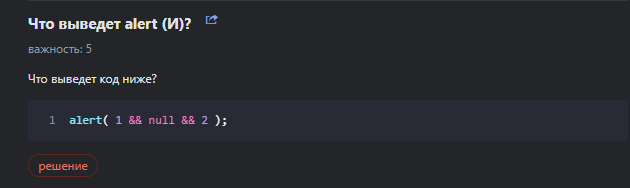 Что выведет alert (И)?
важность: 5
Что выведет код ниже?
1 alert( 1 && null && 2 );
решение